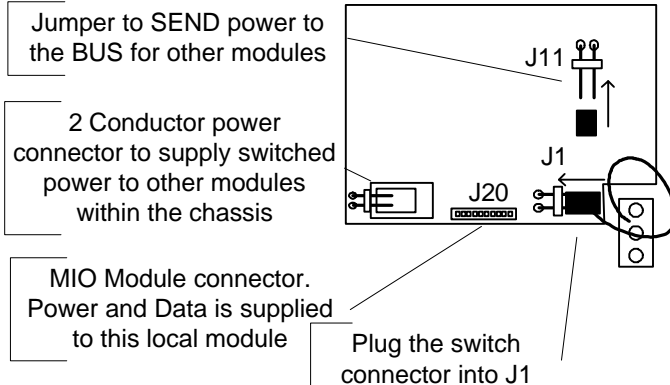 Jumper to SEND power to
the BUS for other modules
J11
2 Conductor power
connector to supply switched
power to other modules
within the chassis
J1
J20
MIO Module connector.
Power and Data is supplied
to this local module
Plug the switch
connector into J1